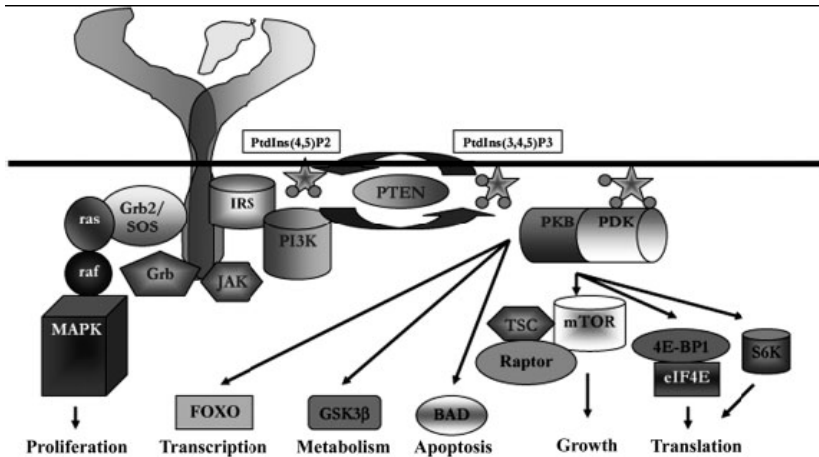 PtdIns(4,5)P2
PtdIns(3,4,5)P3
PTEN
IRS
Grb2/
SOS
ras
PI3K
PKB
PDK
raf
Grb
JAK
MAPK
TSC
mTOR
Raptor
4E-BP1
eIF4E
S6K
FOXO
GSK3β
BAD
Proliferation
Transcription
Metabolism
Apoptosis
Growth
Translation